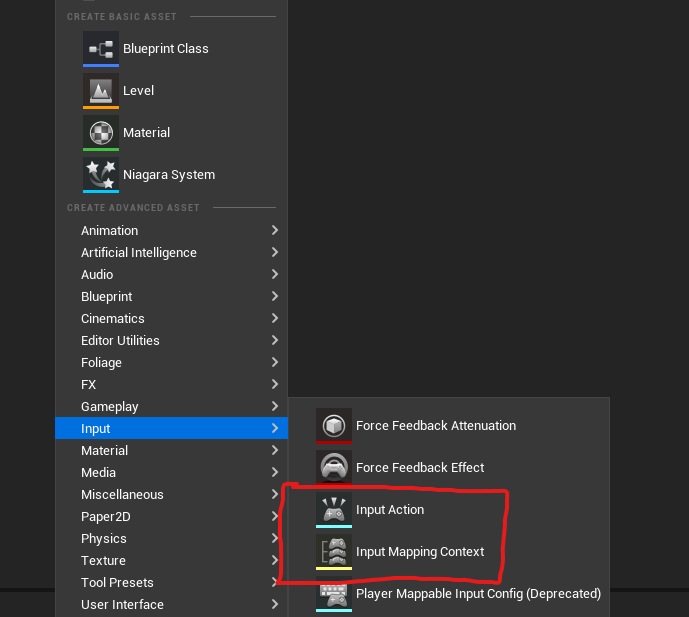 CREATE BASIC ASSET
Blueprint Class
Level
Material
Niagara System
CREATE ADVANCED ASSET
Animation
Artificial Intelligence
Audio
Blueprint
Cinematics
Editor Utilities
Foliage
FX
Gameplay
Input
Material
Media
Miscellaneous
Paper2D
Physics
Texture
Tool Presets
User Interface
Force Feedback Attenuation
Force Feedback Effect
Input Action
Input Mapping Context
Player Mappable Input Config (Deprecated)